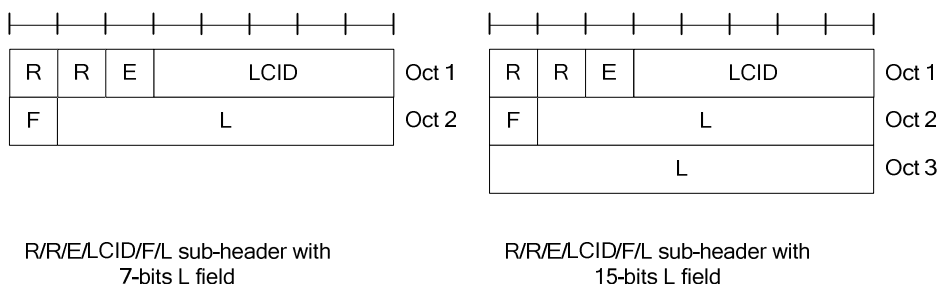 R R E LCID Oct 1
F L Oct 2
R/R/E/LCID/F/L sub-header with
7-bits L field
R R E LCID Oct 1
F L Oct 2
L Oct 3
R/R/E/LCID/F/L sub-header with
15-bits L field